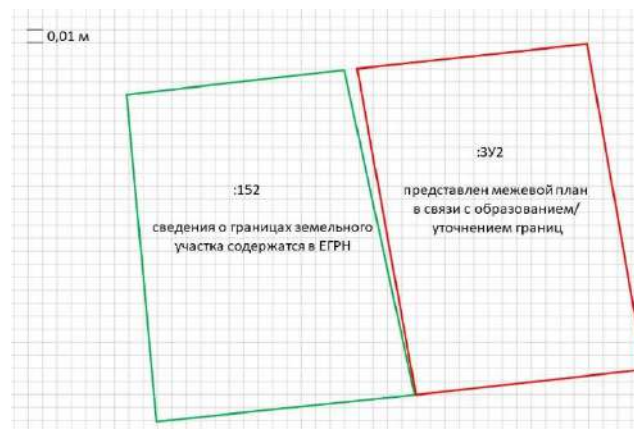 0,01 м
:ЗУ2
представлен межевой план
в связи с образованием/
уточнением границ
:152
сведения о границах земельного
участка содержатся в ЕГРН